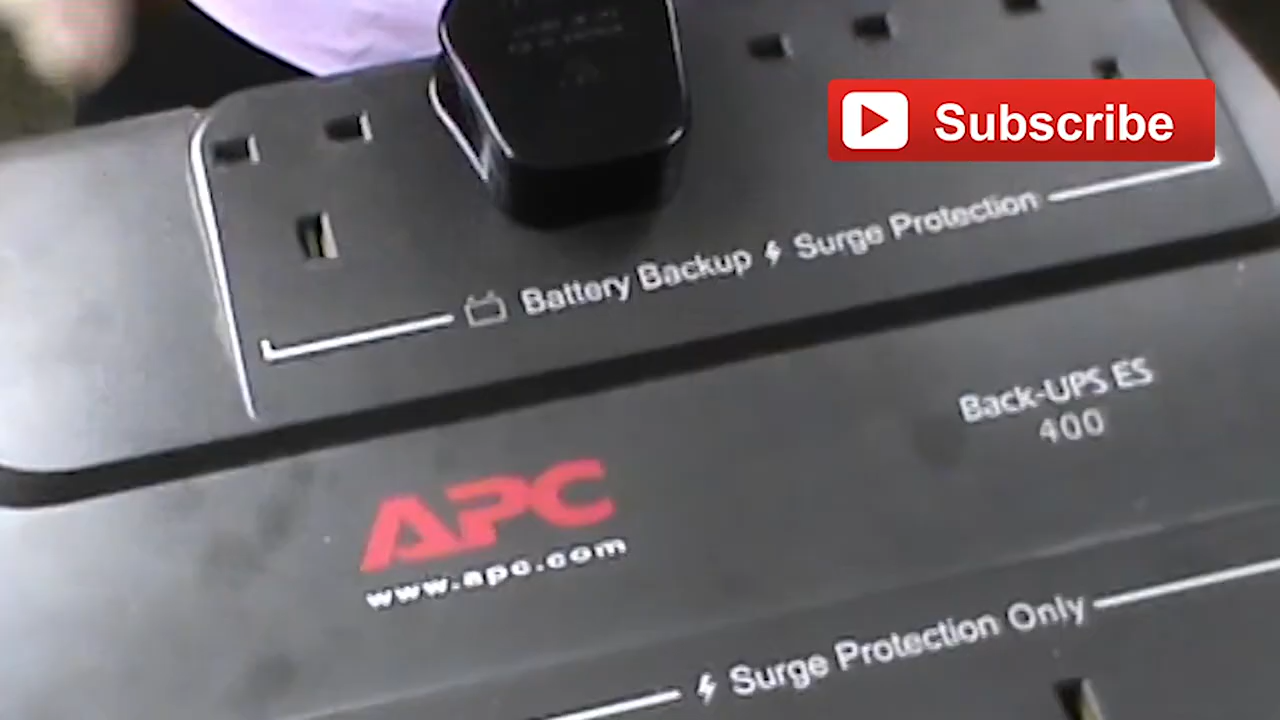 Subscribe
Battery Backup Surge Protection
Back-UPS ES
400
APC
www.apc.com
Surge Protection Only